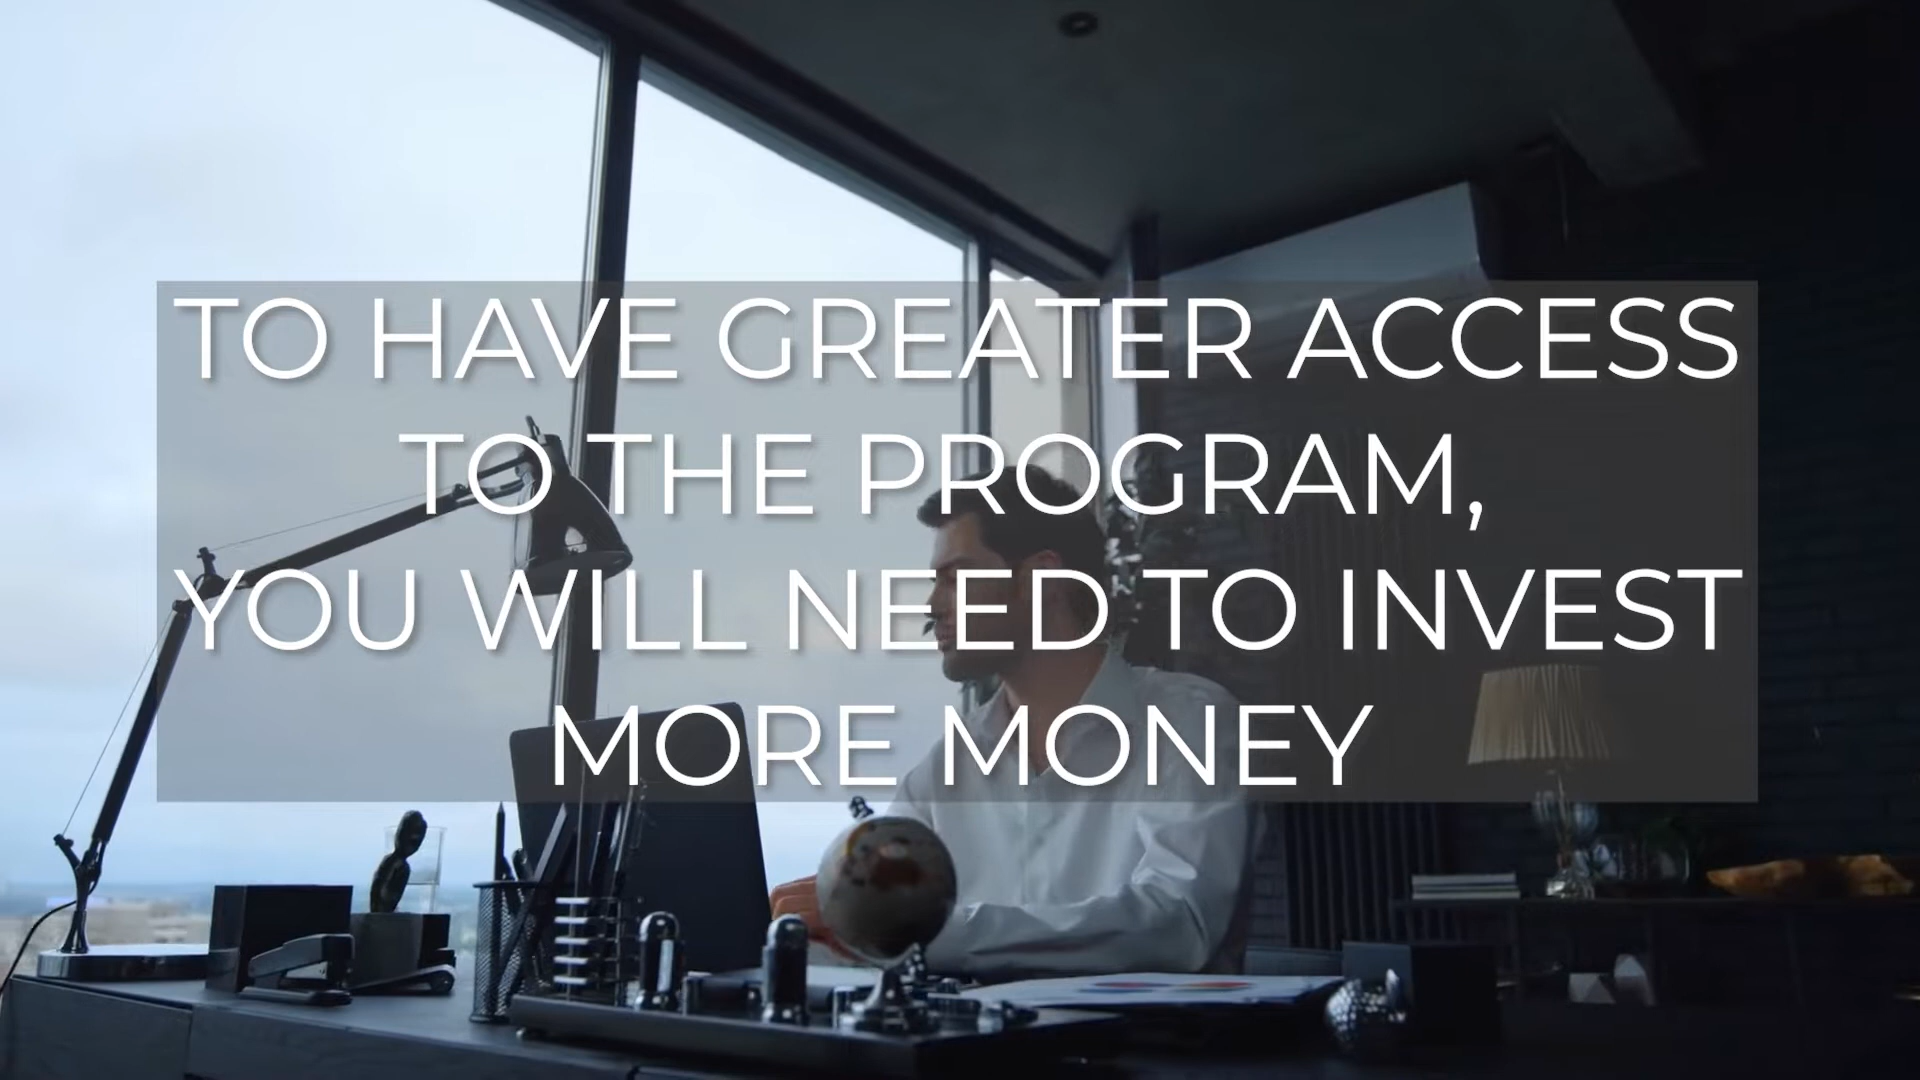 TO HAVE GREATER ACCESS
TO THE PROGRAM,
YOU WILL NEED TO INVEST
MORE MONEY